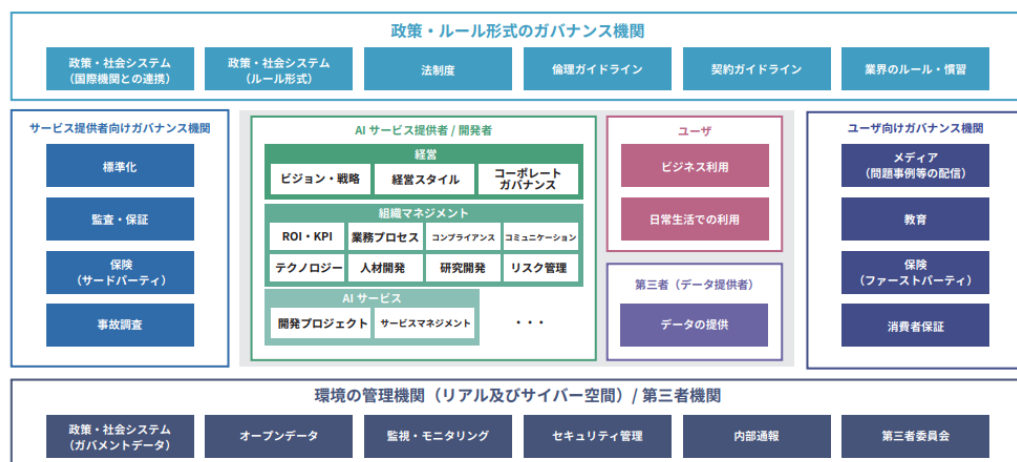 政策・ルール形式のガバナンス機関
政策・社会システム
(国際機関との連携)
政策・社会システム
(ルール形式)
法制度
倫理ガイドライン
契約ガイドライン
業界のルール・慣習
サービス提供者向けガバナンス機関
標準化
監査・保証
保険
(サードパーティ)
事故調査
AI サービス提供者 / 開発者
経営
ビジョン・戦略
経営スタイル
コーポレート
ガバナンス
組織マネジメント
ROI・KPI
業務プロセス
コンプライアンス
コミュニケーション
テクノロジー
人材開発
研究開発
リスク管理
AI サービス
開発プロジェクト
サービスマネジメント
・・・
ユーザ
ビジネス利用
日常生活での利用
第三者(データ提供者)
データの提供
ユーザ向けガバナンス機関
メディア
(問題事例等の配信)
教育
保険
(ファーストパーティ)
消費者保証
環境の管理機関(リアル及びサイバー空間)/ 第三者機関
政策・社会システム
(ガバメントデータ)
オープンデータ
監視・モニタリング
セキュリティ管理
内部通報
第三者委員会